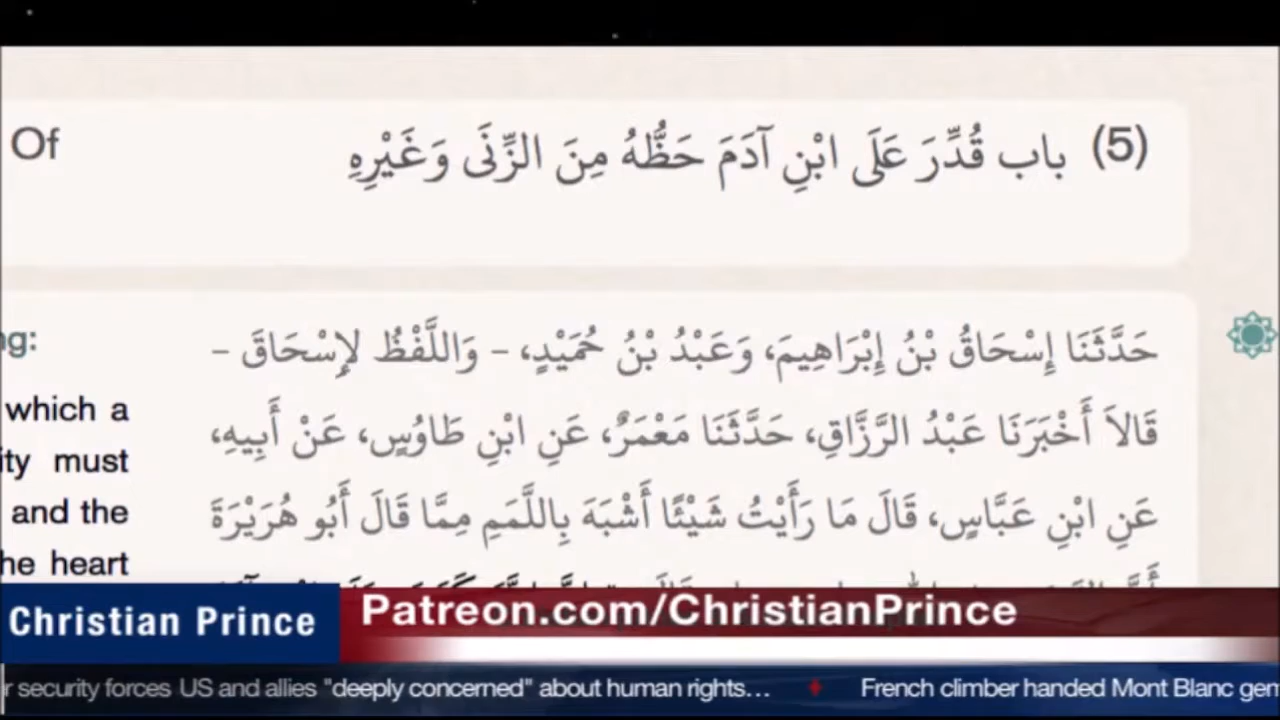 Of
(5) باب قُدِّرَ عَلَى ابْنِ آدَمَ حَظُّهُ مِنَ الزِّنَى وَغَيْرِهِ
ng:
حَدَّثَنَا إِسْحَاقُ بْنُ إِبْرَاهِيمَ، وَعَبْدُ بْنُ حُمَيْدٍ، – وَاللَّفْظُ لإِسْحَاقَ –
which a
قَالاَ أَخْبَرَنَا عَبْدُ الرَّزَّاقِ، حَدَّثَنَا مَعْمَرٌ، عَنِ ابْنِ طَاوُسٍ، عَنْ أَبِيهِ،
ity must
and the
عَنِ ابْنِ عَبَّاسٍ، قَالَ مَا رَأَيْتُ شَيْئًا أَشْبَهَ بِاللَّمَمِ مِمَّا قَالَ أَبُو هُرَيْرَةَ
he heart
Christian Prince
Patreon.com/ChristianPrince
r security forces US and allies "deeply concerned" about human rights... ♦ French climber handed Mont Blanc gem